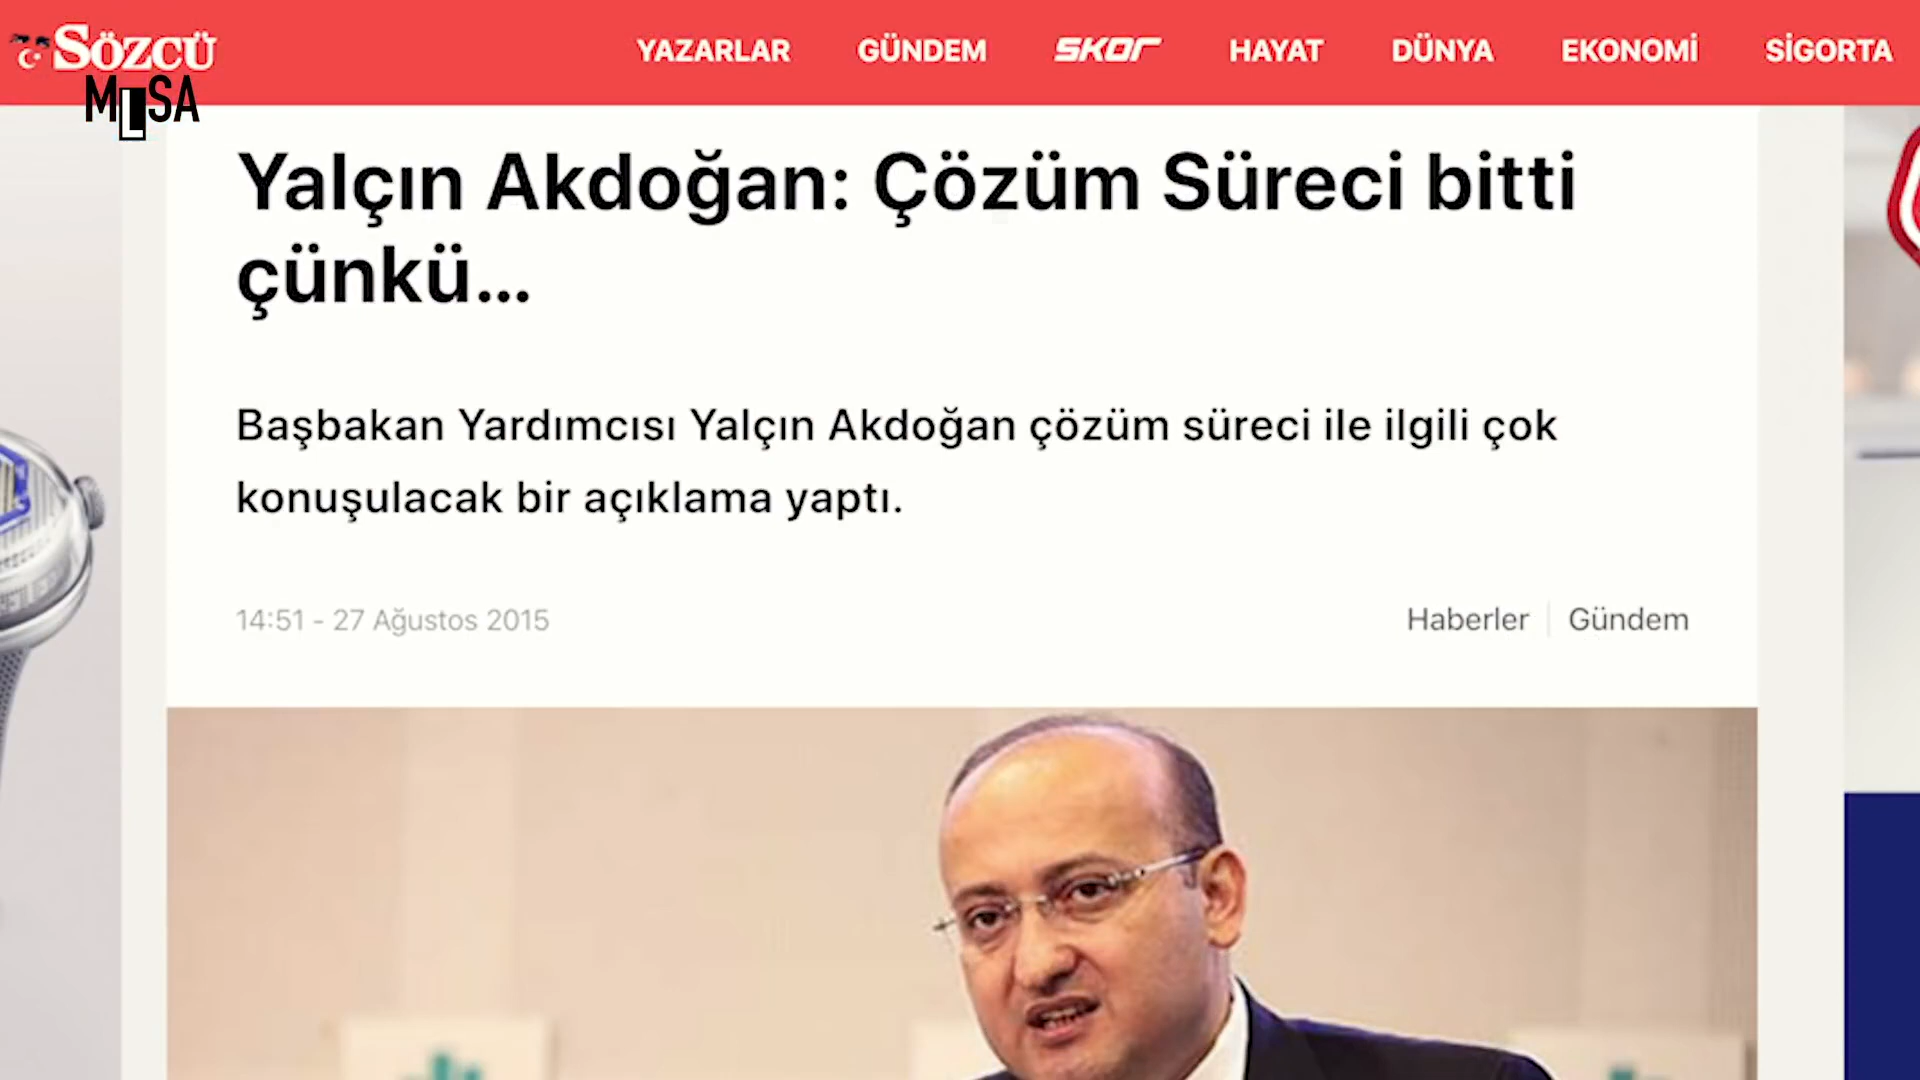 Sözcü
YAZARLAR GÜNDEM SKOR HAYAT DÜNYA EKONOMİ SİGORTA
MLSA
Yalçın Akdoğan: Çözüm Süreci bitti
çünkü...
Başbakan Yardımcısı Yalçın Akdoğan çözüm süreci ile ilgili çok
konuşulacak bir açıklama yaptı.
14:51 - 27 Ağustos 2015
Haberler Gündem